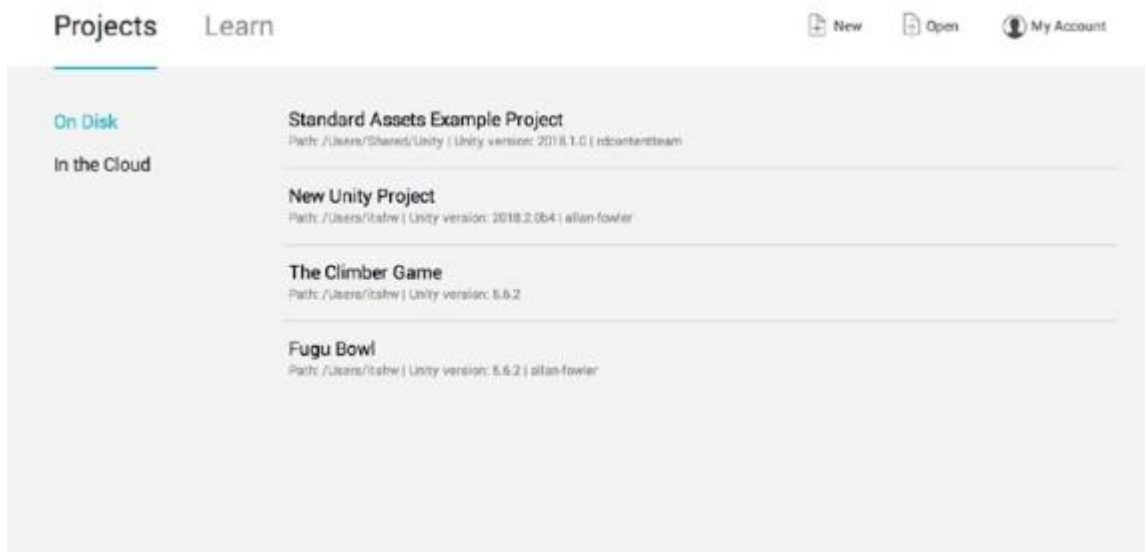 Projects Learn New Open My Account
On Disk
In the Cloud
Standard Assets Example Project
Path: /Users/Shared/Unity | Unity version: 2018.1.0 | rdcontentteam
New Unity Project
Path: /Users/itshw | Unity version: 2018.2.0b4 | allan-fowler
The Climber Game
Path: /Users/itshw | Unity version: 5.6.2
Fugu Bowl
Path: /Users/itshw | Unity version: 5.6.2 | allan-fowler